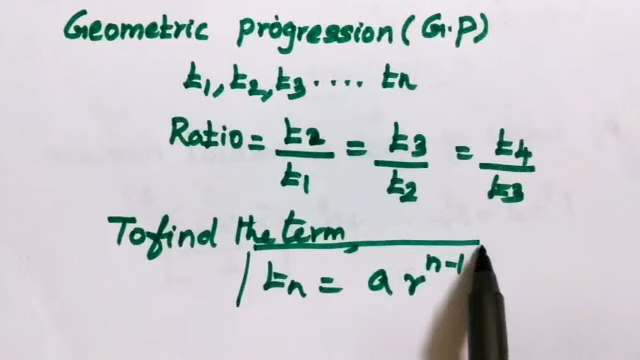 Geometric progression (G.P)
t₁, t₂, t₃ .... tn
Ratio = t2/t1 = t3/t2 = t4/t3
To find the term
tn = a r^n-1